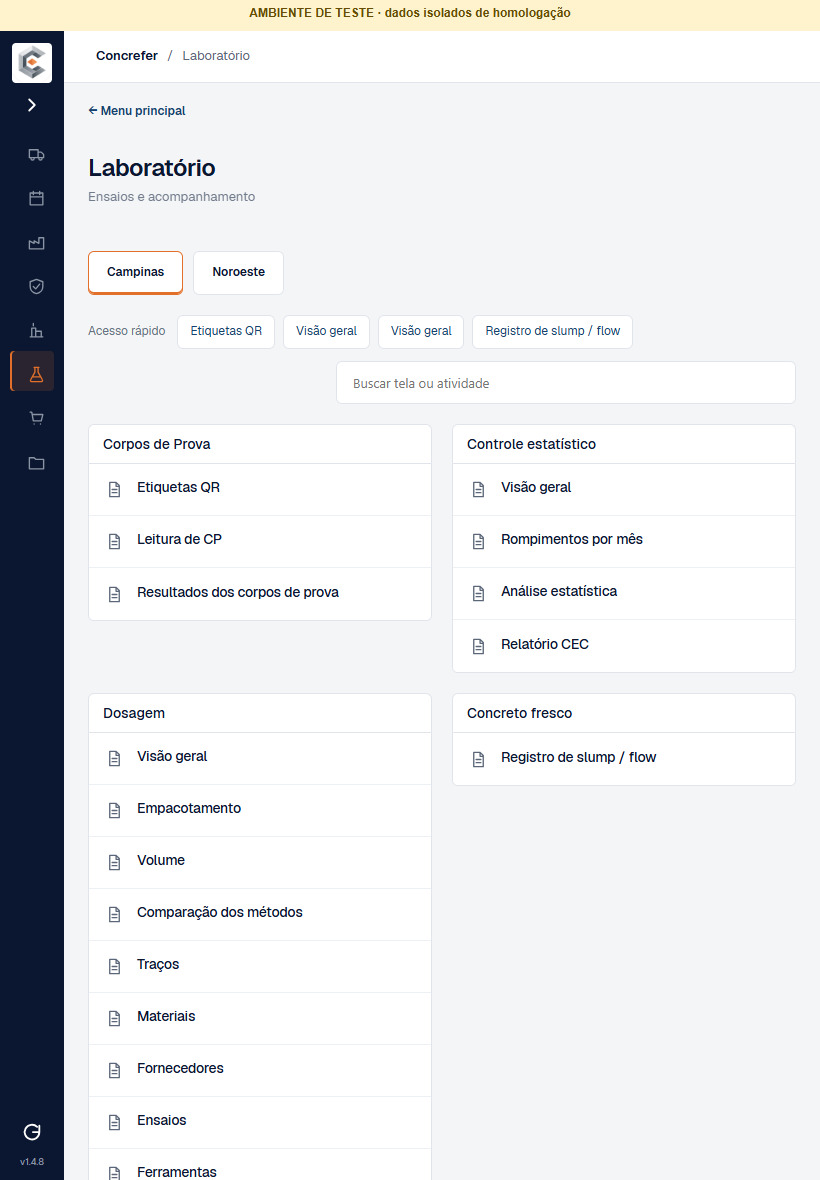 AMBIENTE DE TESTE · dados isolados de homologação
Concrefer / Laboratório
← Menu principal
Laboratório
Ensaios e acompanhamento
Campinas
Noroeste
Acesso rápido
Etiquetas QR
Visão geral
Visão geral
Registro de slump / flow
Buscar tela ou atividade
Corpos de Prova
Etiquetas QR
Leitura de CP
Resultados dos corpos de prova
Controle estatístico
Visão geral
Rompimentos por mês
Análise estatística
Relatório CEC
Dosagem
Visão geral
Empacotamento
Volume
Comparação dos métodos
Traços
Materiais
Fornecedores
Ensaios
Ferramentas
Concreto fresco
Registro de slump / flow
v1.4.8